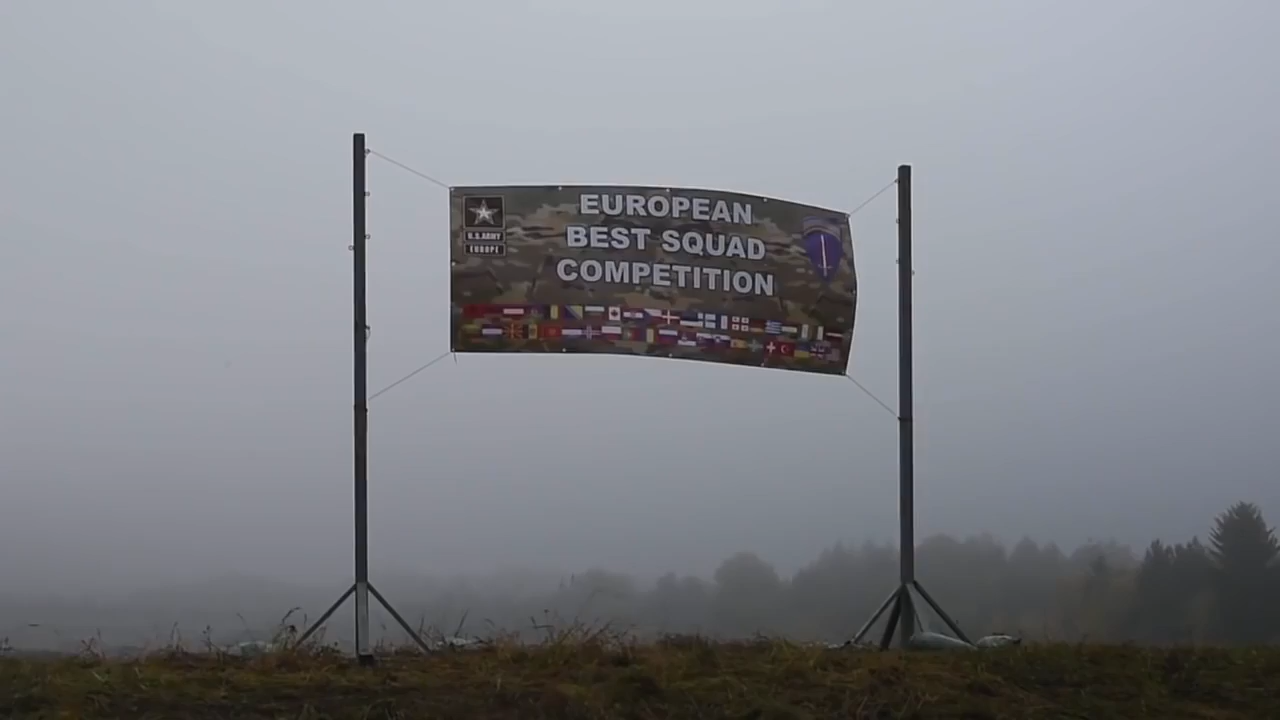 EUROPEAN
BEST SQUAD
COMPETITION
U.S.ARMY
EUROPE